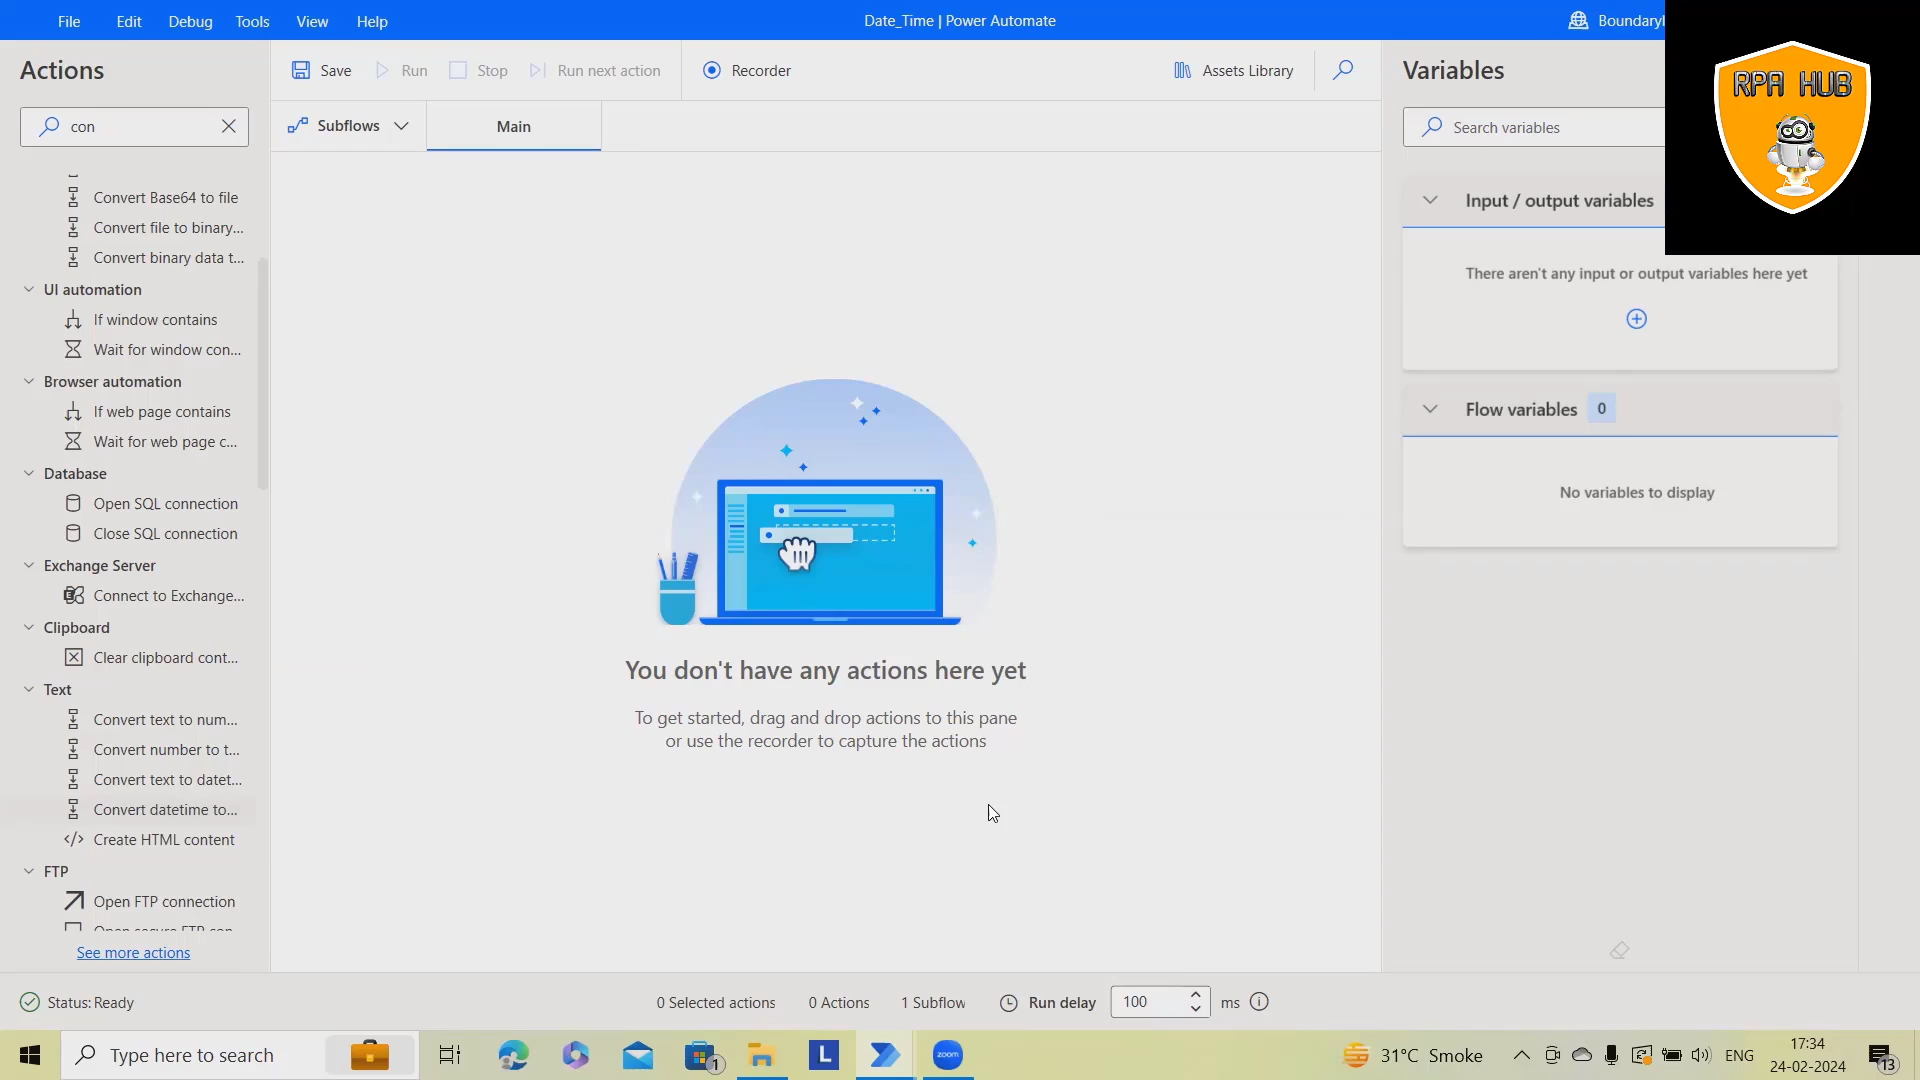 File
Edit
Debug
Tools
View
Help
Date_Time | Power Automate
Actions
con
Save
Run
Stop
Run next action
Recorder
Assets Library
Subflows
Main
Variables
Search variables
RPA HUB
Convert Base64 to file
Convert file to binary...
Convert binary data t...
UI automation
If window contains
Wait for window con...
Browser automation
If web page contains
Wait for web page c...
Database
Open SQL connection
Close SQL connection
Exchange Server
Connect to Exchange...
Clipboard
Clear clipboard cont...
Text
Convert text to num...
Convert number to t...
Convert text to datet...
Convert datetime to...
Create HTML content
FTP
Open FTP connection
See more actions
You don't have any actions here yet
To get started, drag and drop actions to this pane
or use the recorder to capture the actions
Input / output variables
There aren't any input or output variables here yet
Flow variables 0
No variables to display
Status: Ready
0 Selected actions
0 Actions
1 Subflow
Run delay
100
ms
Type here to search
1
L
zoom
31°C Smoke
ENG
17:34
24-02-2024
13